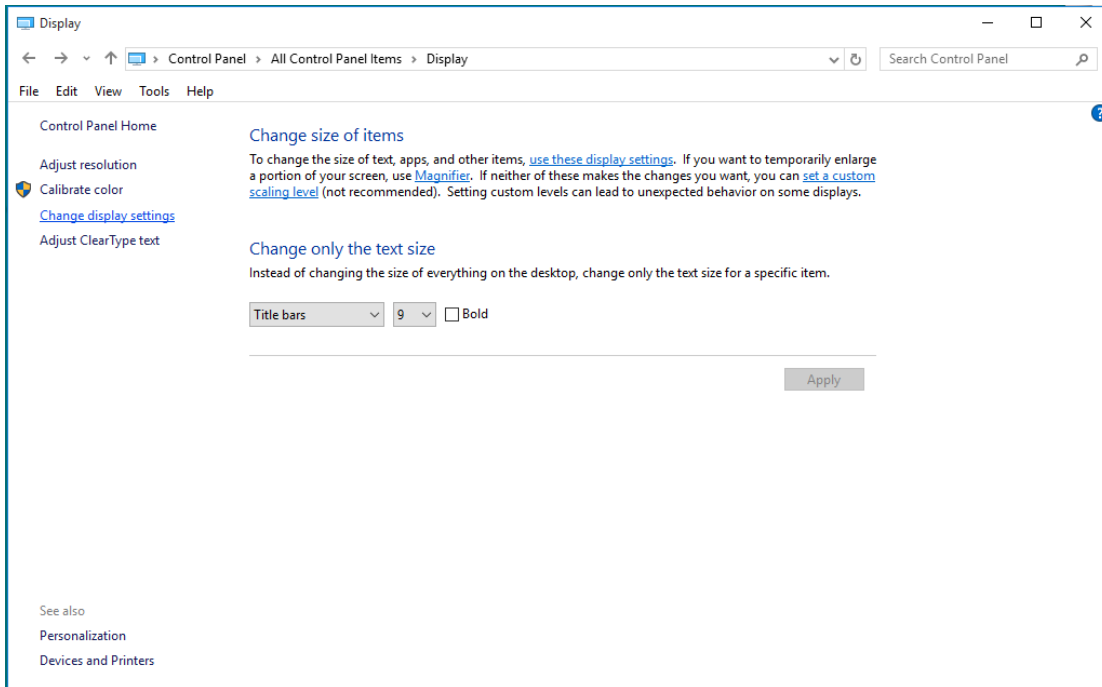 Display
Control Panel > All Control Panel Items > Display
Search Control Panel
File Edit View Tools Help
Control Panel Home
Adjust resolution
Calibrate color
Change display settings
Adjust ClearType text
Change size of items
To change the size of text, apps, and other items, use these display settings. If you want to temporarily enlarge
a portion of your screen, use Magnifier. If neither of these makes the changes you want, you can set a custom
scaling level (not recommended). Setting custom levels can lead to unexpected behavior on some displays.
Change only the text size
Instead of changing the size of everything on the desktop, change only the text size for a specific item.
Title bars 9 Bold
Apply
See also
Personalization
Devices and Printers